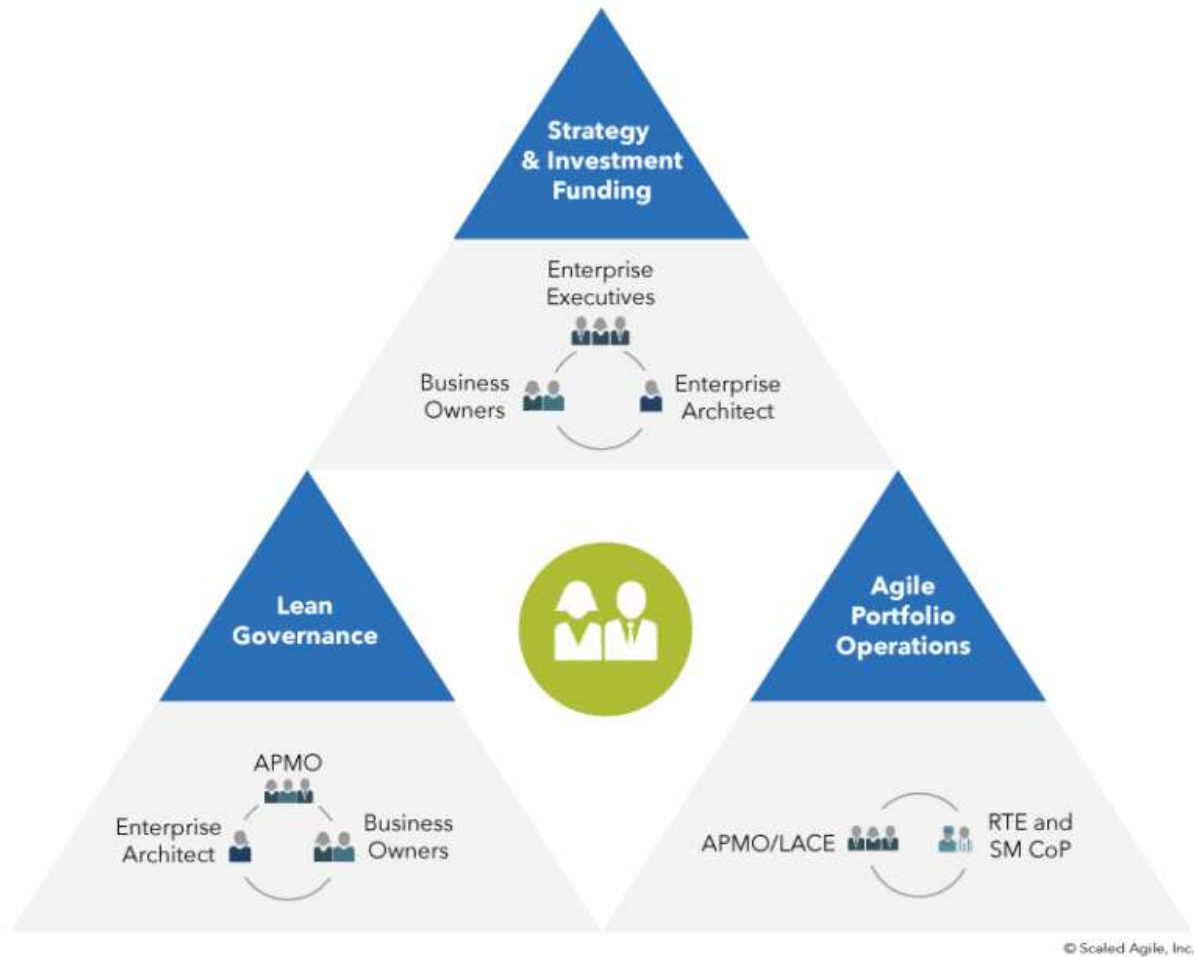 Strategy
& Investment
Funding
Enterprise
Executives
Business
Owners
Enterprise
Architect
Lean
Governance
Agile
Portfolio
Operations
APMO
Enterprise
Architect
Business
Owners
APMO/LACE
RTE and
SM CoP
© Scaled Agile, Inc.